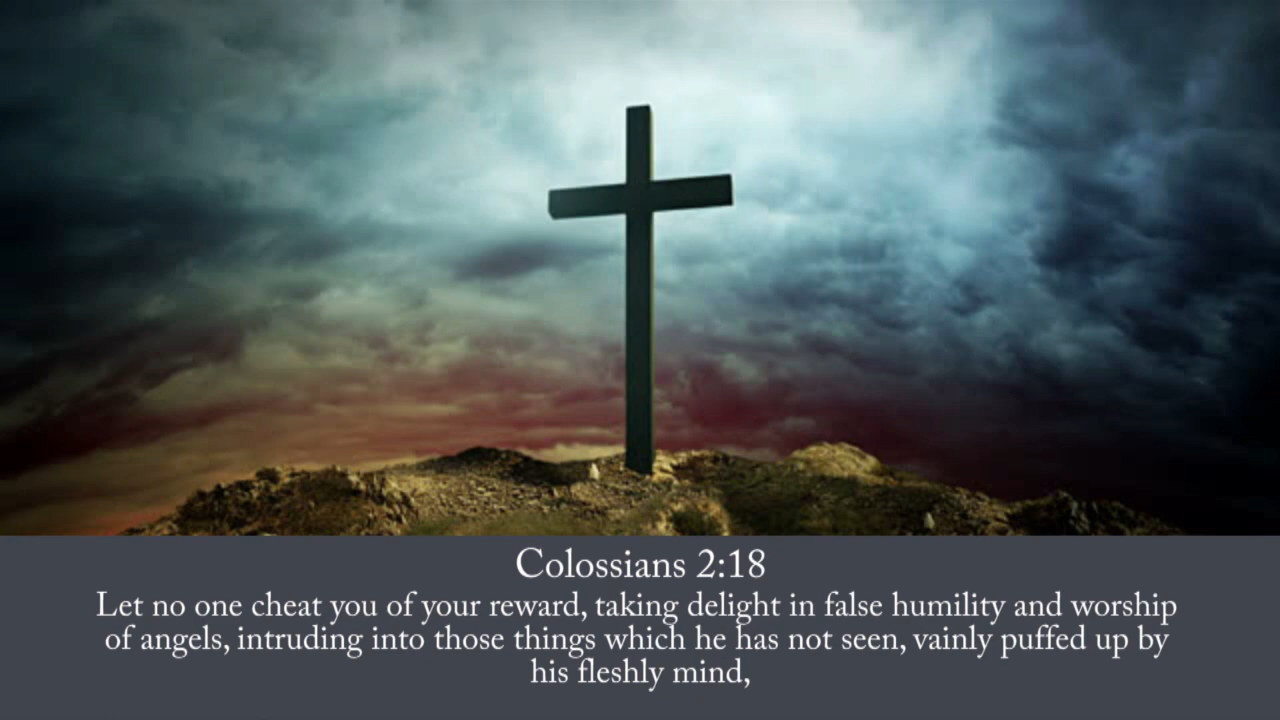 Colossians 2:18
Let no one cheat you of your reward, taking delight in false humility and worship
of angels, intruding into those things which he has not seen, vainly puffed up by
his fleshly mind,